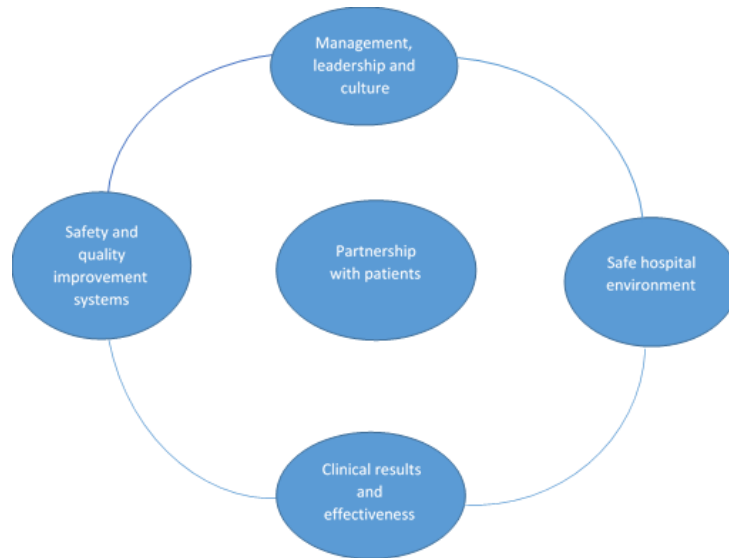 Management,
leadership and
culture
Safety and
quality
improvement
systems
Partnership
with patients
Safe hospital
environment
Clinical results
and
effectiveness